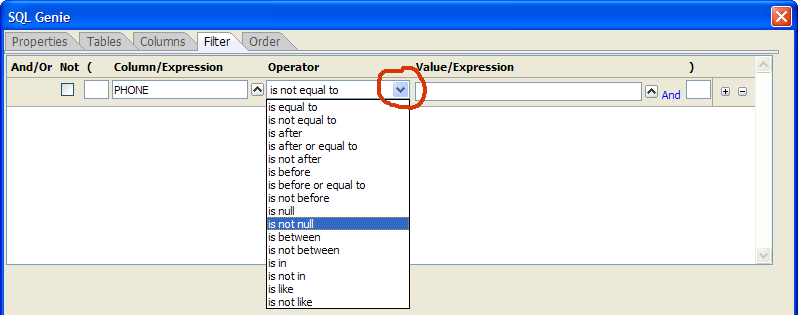 SQL Genie
Properties Tables Columns Filter Order
And/Or Not ( Column/Expression Operator Value/Expression )
PHONE is not equal to And
is equal to
is not equal to
is after
is after or equal to
is not after
is before
is before or equal to
is not before
is null
is not null
is between
is not between
is in
is not in
is like
is not like